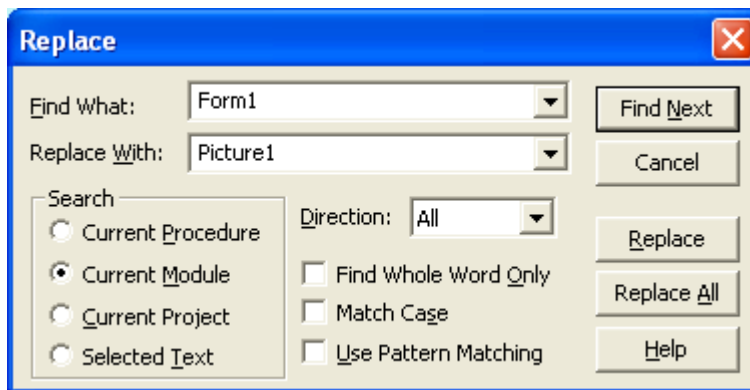 Replace
Find What:
Form1
Find Next
Replace With:
Picture1
Cancel
Search
Current Procedure
Current Module
Current Project
Selected Text
Direction:
All
Find Whole Word Only
Match Case
Use Pattern Matching
Replace
Replace All
Help